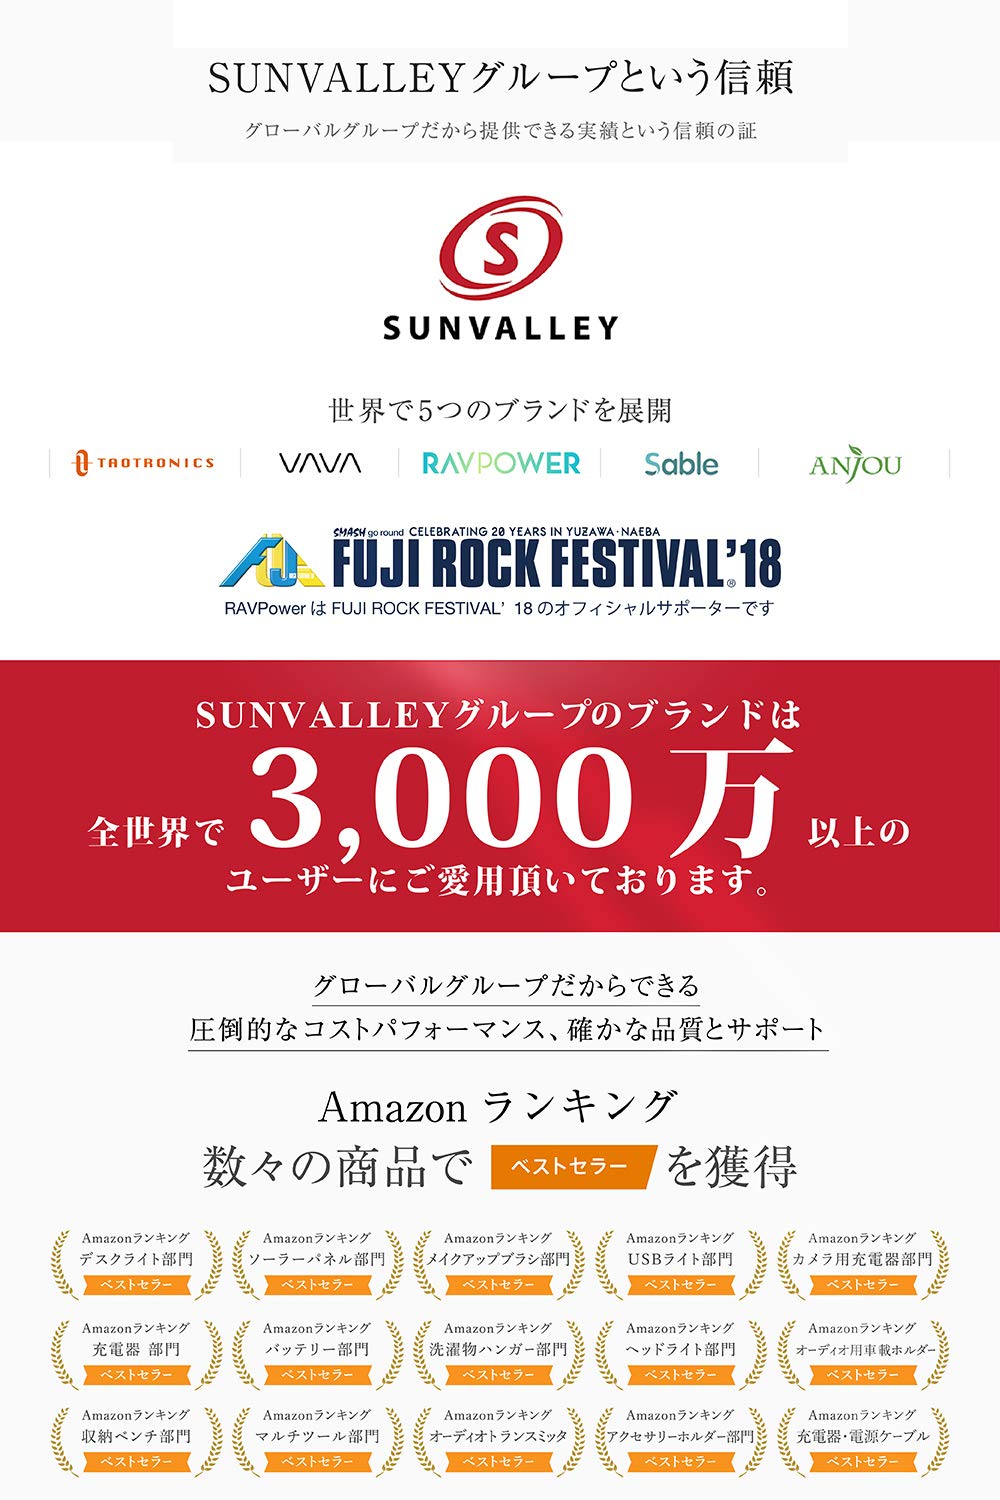 SUNVALLEYグループという信頼
グローバルグループだから提供できる実績という信頼の証
S
SUNVALLEY
世界で5つのブランドを展開
TAOTRONICS VAVA RAVPOWER Sable ANJOU
SMASH go round CELEBRATING 20 YEARS IN YUZAWA・NAEBA
FUJI ROCK FESTIVAL'18
RAVPower は FUJI ROCK FESTIVAL' 18 のオフィシャルサポーターです
SUNVALLEYグループのブランドは
全世界で 3,000 万 以上の
ユーザーにご愛用頂いております。
グローバルグループだからできる
圧倒的なコストパフォーマンス、確かな品質とサポート
Amazon ランキング
数々の商品で ベストセラー を獲得
Amazonランキング Amazonランキング Amazonランキング Amazonランキング Amazonランキング
デスクライト部門 ソーラーパネル部門 メイクアップブラシ部門 USBライト部門 カメラ用充電器部門
ベストセラー ベストセラー ベストセラー ベストセラー ベストセラー
Amazonランキング Amazonランキング Amazonランキング Amazonランキング Amazonランキング
充電器 部門 バッテリー部門 洗濯物ハンガー部門 ヘッドライト部門 オーディオ用車載ホルダー
ベストセラー ベストセラー ベストセラー ベストセラー ベストセラー
Amazonランキング Amazonランキング Amazonランキング Amazonランキング Amazonランキング
収納ベンチ部門 マルチツール部門 オーディオトランスミッタ アクセサリーホルダー部門 充電器・電源ケーブル
ベストセラー ベストセラー ベストセラー ベストセラー ベストセラー